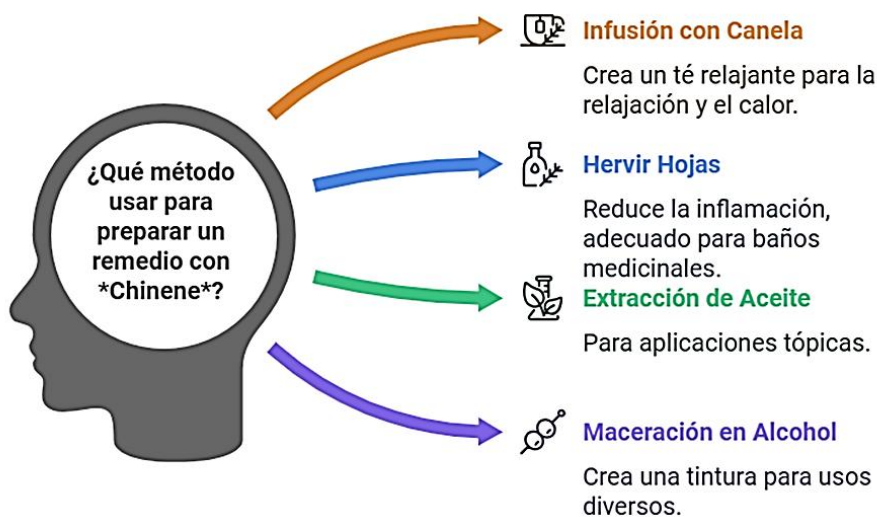 ¿Qué método
usar para
preparar un
remedio con
*Chinene*?
Infusión con Canela
Crea un té relajante para la
relajación y el calor.
Hervir Hojas
Reduce la inflamación,
adecuado para baños
medicinales.
Extracción de Aceite
Para aplicaciones tópicas.
Maceración en Alcohol
Crea una tintura para usos
diversos.